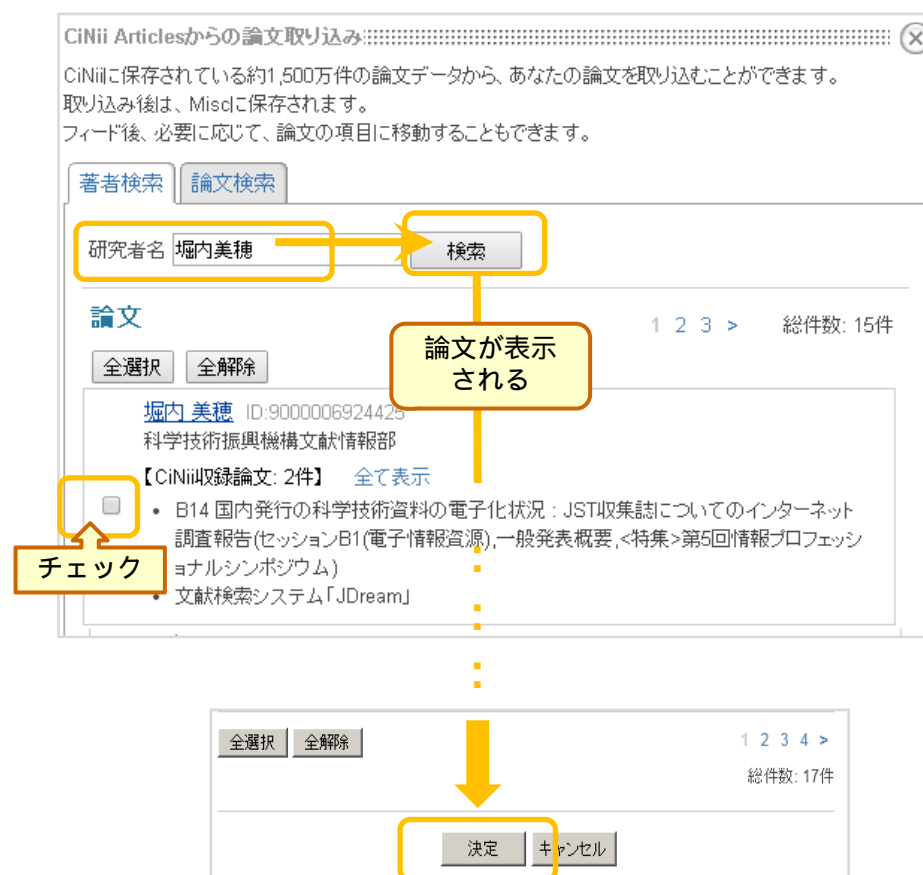 CiNii Articlesからの論文取り込み
CiNiiに保存されている約1,500万件の論文データから、あなたの論文を取り込むことができます。
取り込み後は、Miscに保存されます。
フィード後、必要に応じて、論文の項目に移動することもできます。
著者検索 論文検索
研究者名 堀内美穂 検索
論文 1 2 3 > 総件数: 15件
論文が表示
される
全選択 全解除
堀内 美穂 ID:9000006924425
科学技術振興機構文献情報部
【CiNii収録論文: 2件】 全て表示
• B14 国内発行の科学技術資料の電子化状況 : JST収集誌についてのインターネット
調査報告(セッションB1(電子情報資源),一般発表概要,<特集>第5回情報プロフェッシ
ョナルシンポジウム)
チェック
• 文献検索システム「JDream」
全選択 全解除 1 2 3 4 >
総件数: 17件
決定 キャンセル